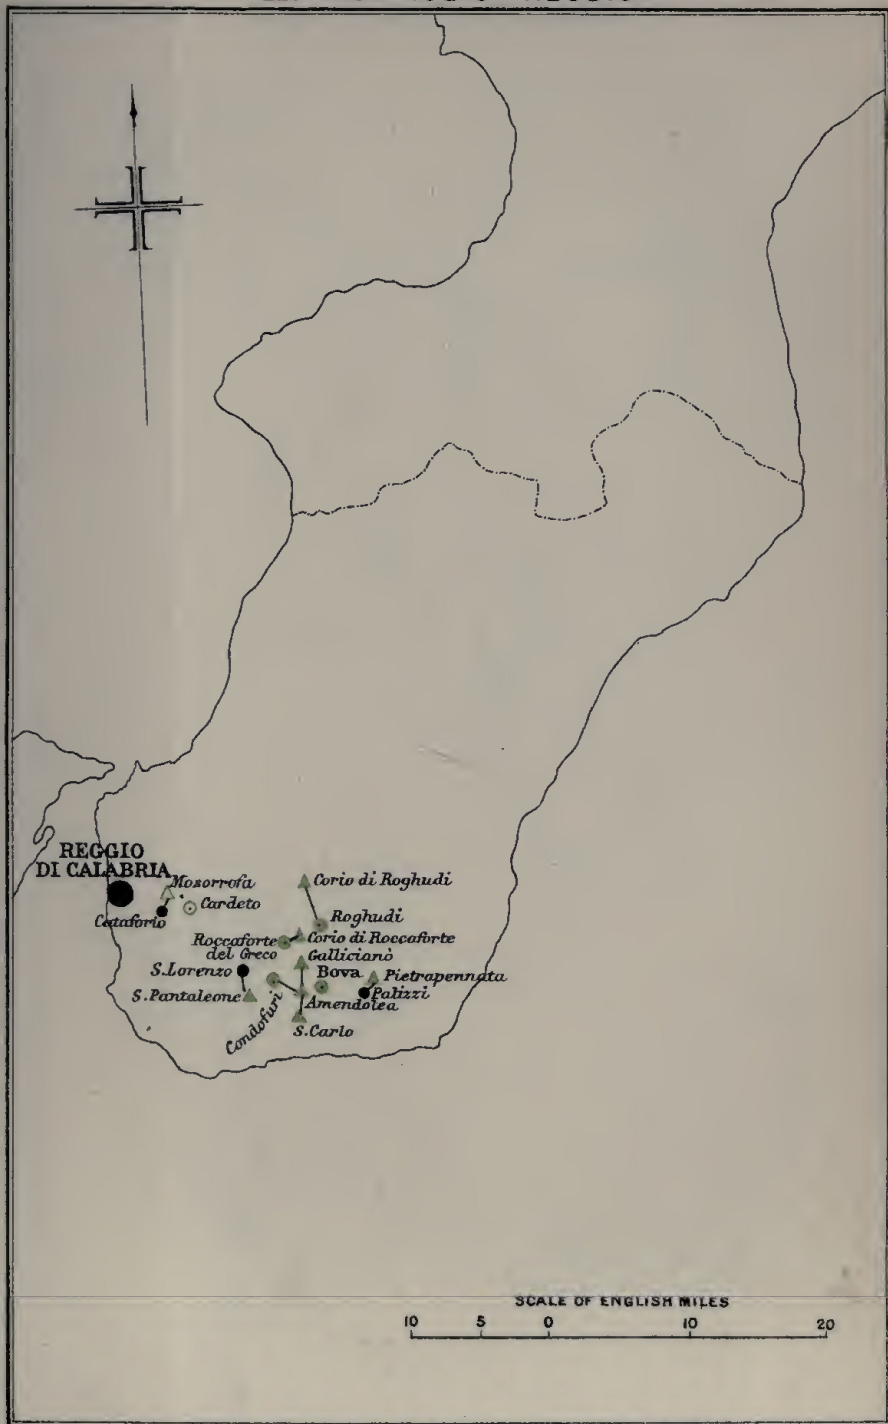 REGGIO
DI CALABRIA
Mosorrofa
Cardeto
Cataforio
Corio di Roghudi
Roghudi
Roccaforte
del Greco
Corio di Roccaforte
Gallicianò
S. Lorenzo
Bova
Pietrapennata
S. Pantaleone
Palizzi
Condofuri
Amendolea
S. Carlo
SCALE OF ENGLISH MILES
10 5 0 10 20